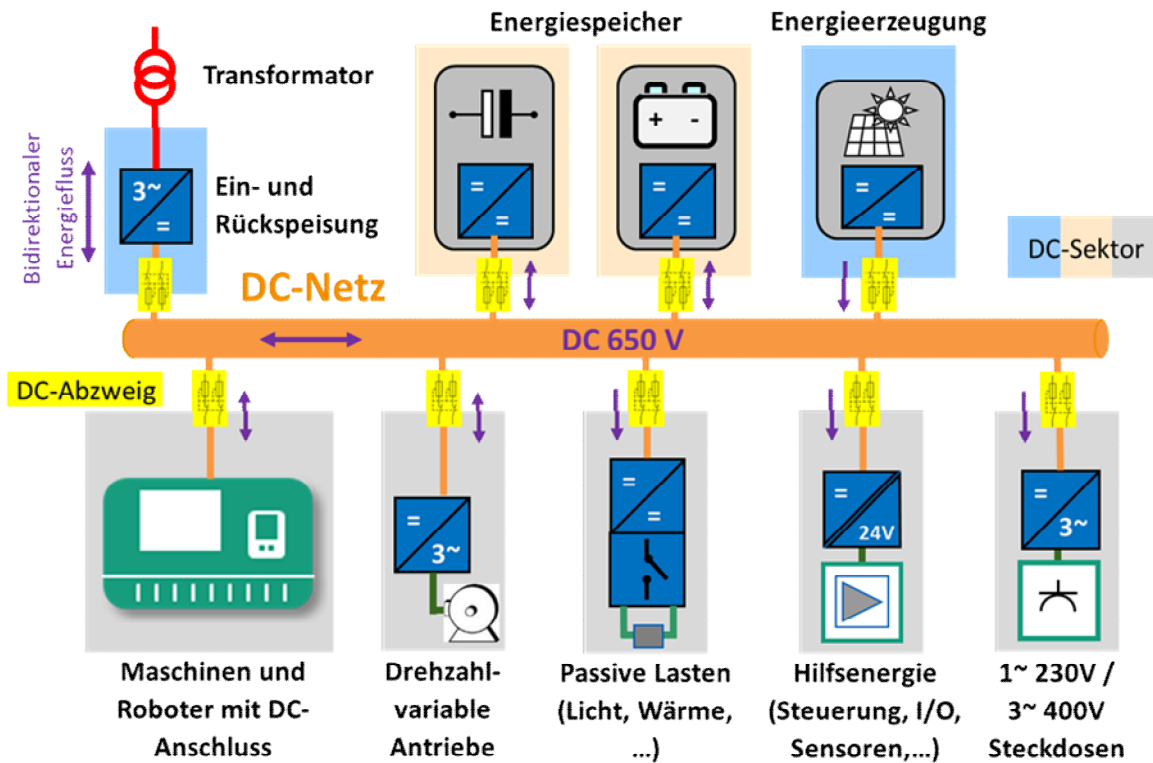 Energiespeicher
Energieerzeugung
Transformator
Bidirektionaler
Energiefluss
3~
=
Ein- und
Rückspeisung
=
=
+ -
=
=
=
=
DC-Sektor
DC-Netz
DC 650 V
DC-Abzweig
=
3~
=
=
=
24V
=
3~
Maschinen und
Roboter mit DC-
Anschluss
Drehzahl-
variable
Antriebe
Passive Lasten
(Licht, Wärme,
...)
Hilfsenergie
(Steuerung, I/O,
Sensoren,...)
1~ 230V /
3~ 400V
Steckdosen